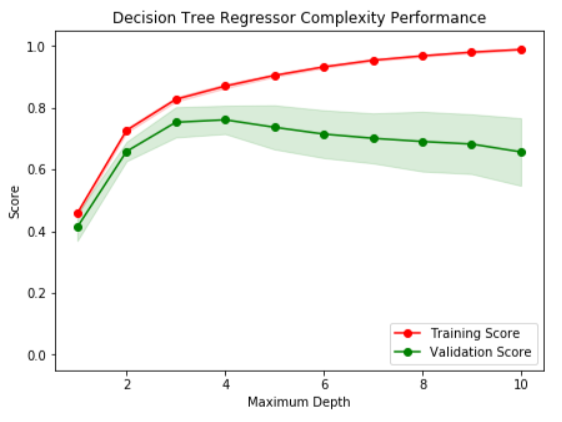 Decision Tree Regressor Complexity Performance
1.0
0.8
0.6
0.4
0.2
0.0
Score
2 4 6 8 10
Maximum Depth
Training Score
Validation Score